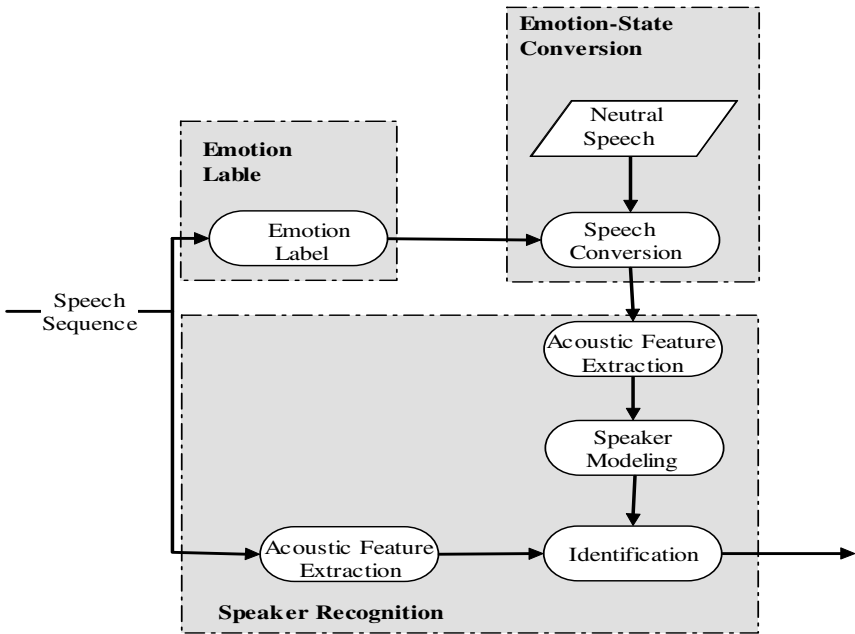 Emotion-State
Conversion
Neutral
Speech
Emotion
Lable
Emotion
Label
Speech
Conversion
Speech
Sequence
Acoustic Feature
Extraction
Speaker
Modeling
Acoustic Feature
Extraction
Identification
Speaker Recognition